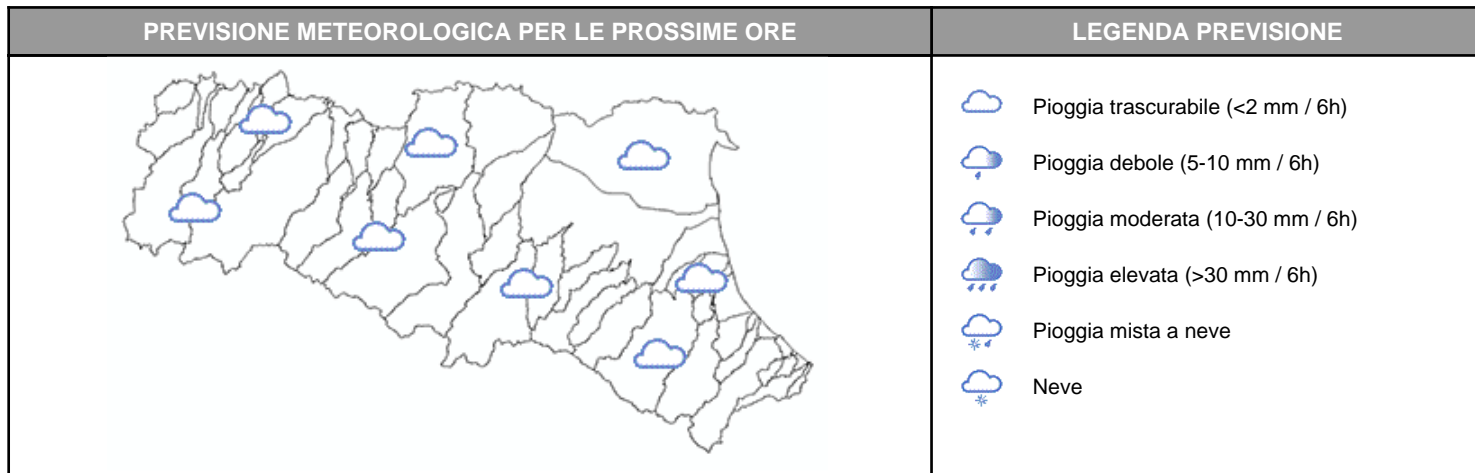 PREVISIONE METEOROLOGICA PER LE PROSSIME ORE
LEGENDA PREVISIONE
Pioggia trascurabile (<2 mm / 6h)
Pioggia debole (5-10 mm / 6h)
Pioggia moderata (10-30 mm / 6h)
Pioggia elevata (>30 mm / 6h)
Pioggia mista a neve
Neve